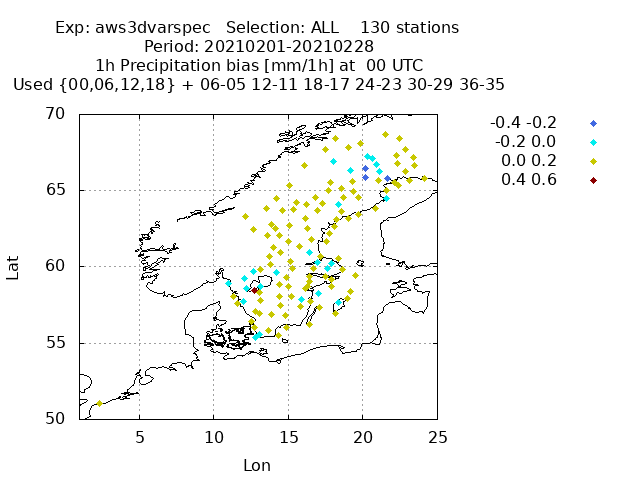 Exp: aws3dvarspec   Selection: ALL    130 stations
Period: 20210201-20210228
1h Precipitation bias [mm/1h] at  00 UTC
Used {00,06,12,18} + 06-05 12-11 18-17 24-23 30-29 36-35
-0.4 -0.2
-0.2 0.0
0.0 0.2
0.4 0.6
70
65
60
55
50
Lat
5 10 15 20 25
Lon